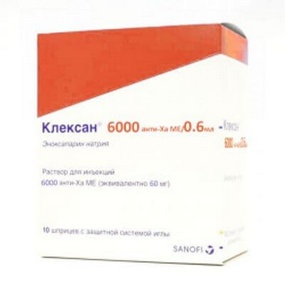 Клексан® 6000 анти-Ха МЕ/0.6мл
Эноксапарин натрия
Раствор для инъекций
6000 анти-Ха МЕ (эквивалентно 60 мг)
10 шприцев с защитной системой иглы
SANOFI
Клексан